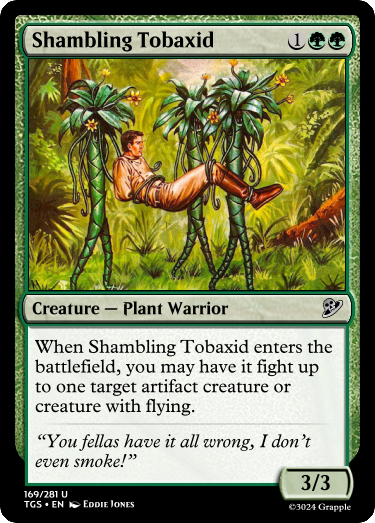 Shambling Tobaxid 1
Creature — Plant Warrior
When Shambling Tobaxid enters the
battlefield, you may have it fight up
to one target artifact creature or
creature with flying.
“You fellas have it all wrong, I don’t
even smoke!”
3/3
169/281 U
TGS • EN Eddie Jones
©3024 Grapple